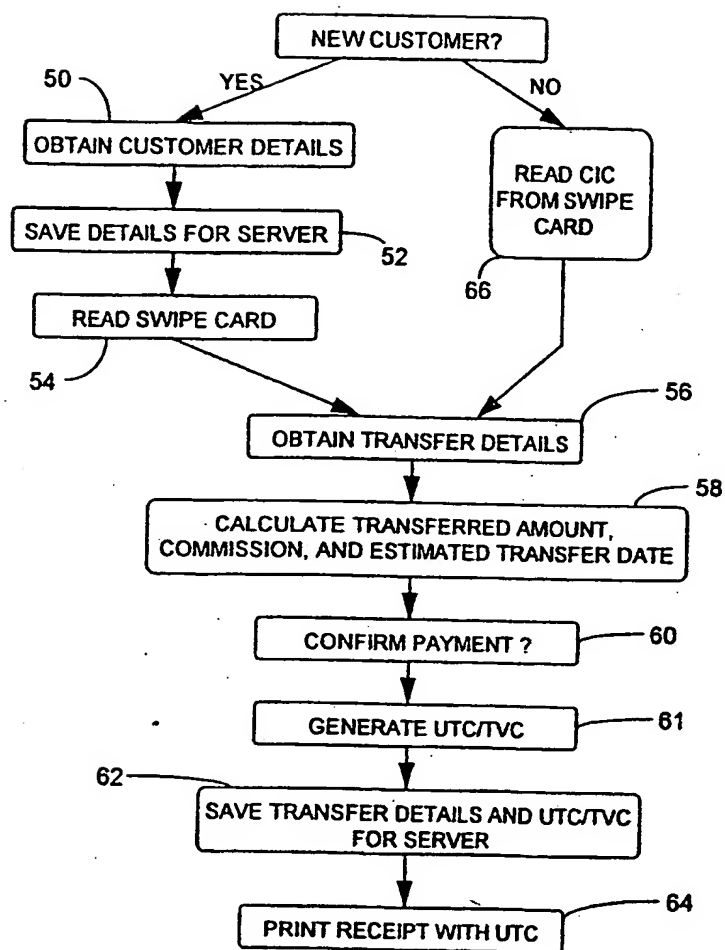 NEW CUSTOMER?
YES
NO
50
OBTAIN CUSTOMER DETAILS
READ CIC
FROM SWIPE
CARD
SAVE DETAILS FOR SERVER
52
66
READ SWIPE CARD
54
56
OBTAIN TRANSFER DETAILS
58
CALCULATE TRANSFERRED AMOUNT,
COMMISSION, AND ESTIMATED TRANSFER DATE
CONFIRM PAYMENT ?
60
GENERATE UTC/TVC
61
62
SAVE TRANSFER DETAILS AND UTC/TVC
FOR SERVER
64
PRINT RECEIPT WITH UTC